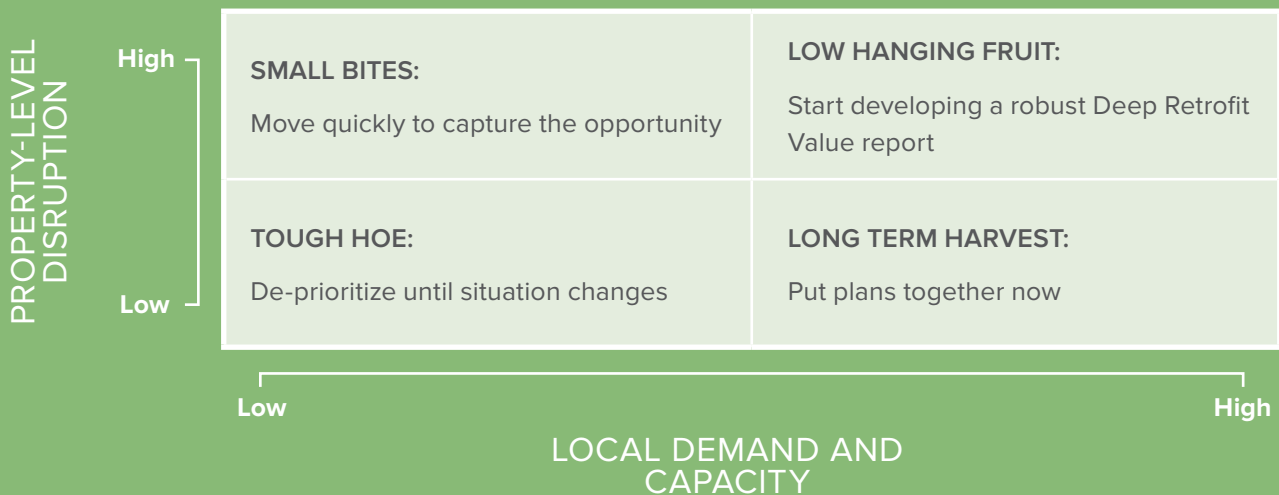 PROPERTY-LEVEL
DISRUPTION
High
Low
SMALL BITES:
Move quickly to capture the opportunity
LOW HANGING FRUIT:
Start developing a robust Deep Retrofit
Value report
TOUGH HOE:
De-prioritize until situation changes
LONG TERM HARVEST:
Put plans together now
Low
High
LOCAL DEMAND AND
CAPACITY